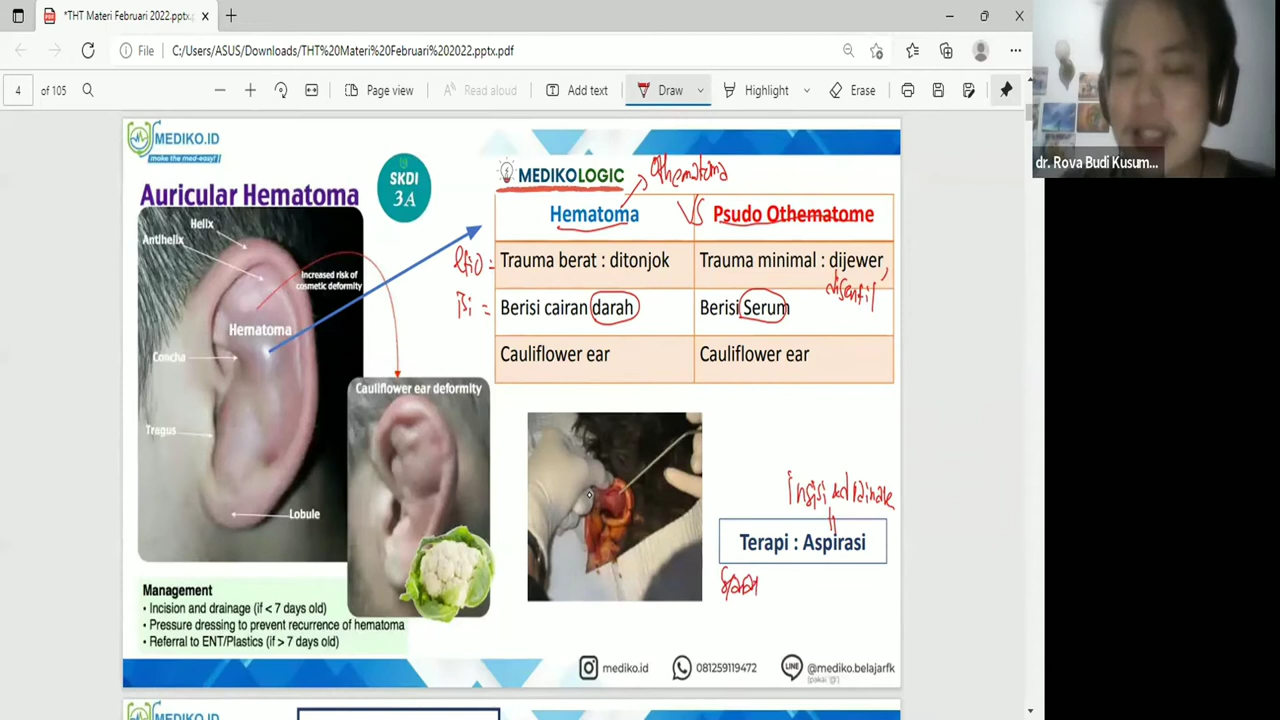 *THT Materi Februari 2022.pptx.p
File
C:/Users/ASUS/Downloads/THT%20Materi%20Februari%202022.pptx.pdf
4 of 105
Page view
Read aloud
Add text
Draw
Highlight
Erase
dr. Rova Budi Kusum...
MEDIKO.ID
make the med-easy!
SKDI
3A
MEDIKOLOGIC
Othematoma
Auricular Hematoma
Helix
Antihelix
Increased risk of
cosmetic deformity
Hematoma
Concha
Tragus
Lobule
Cauliflower ear deformity
Hematoma VS Psudo Othematome
Trauma berat : ditonjok
Trauma minimal : dijewer,
disentil
Berisi cairan darah
Berisi Serum
Cauliflower ear
Cauliflower ear
Insisi
Terapi : Aspirasi
Management
• Incision and drainage (if < 7 days old)
• Pressure dressing to prevent recurrence of hematoma
• Referral to ENT/Plastics (if > 7 days old)
mediko.id
081259119472
@mediko.belajarfk
MEDIKO.ID